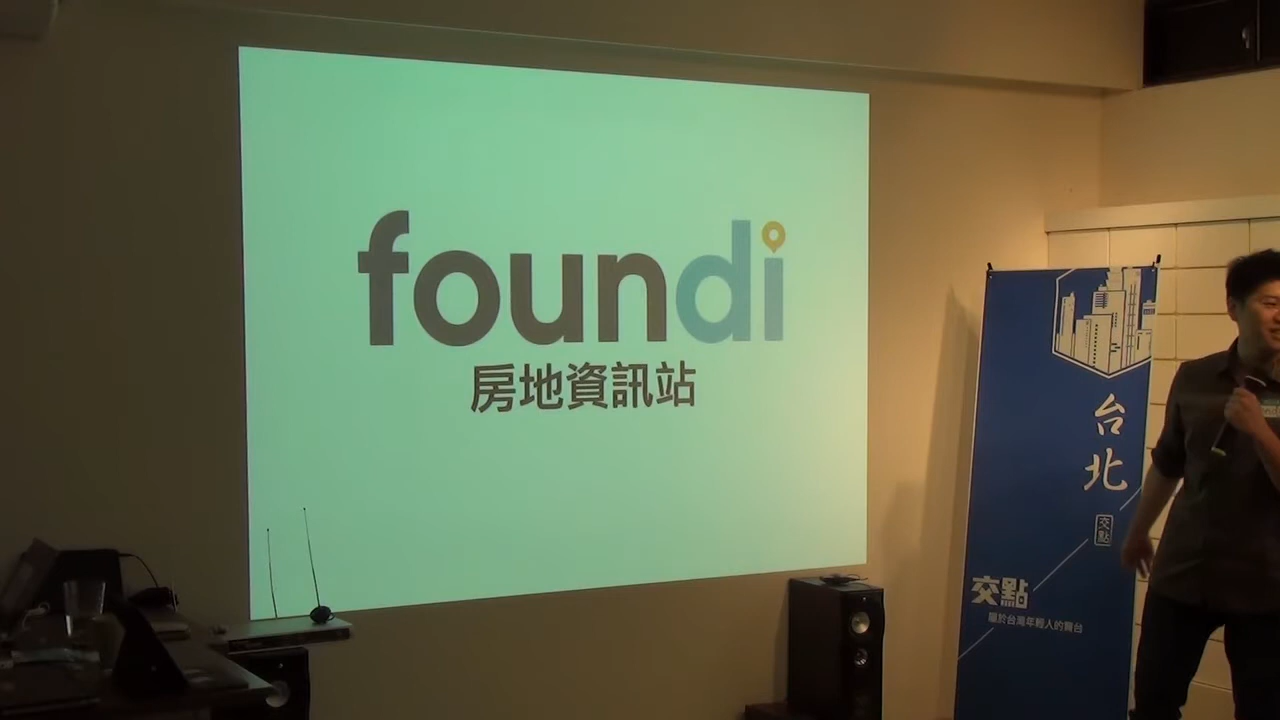 foundi
房地資訊站
台北
交點
交點
屬於台灣年輕人的舞台